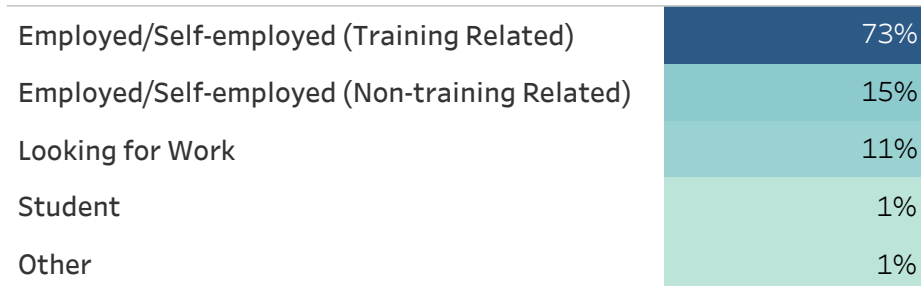 Employed/Self-employed (Training Related) 73%
Employed/Self-employed (Non-training Related) 15%
Looking for Work 11%
Student 1%
Other 1%